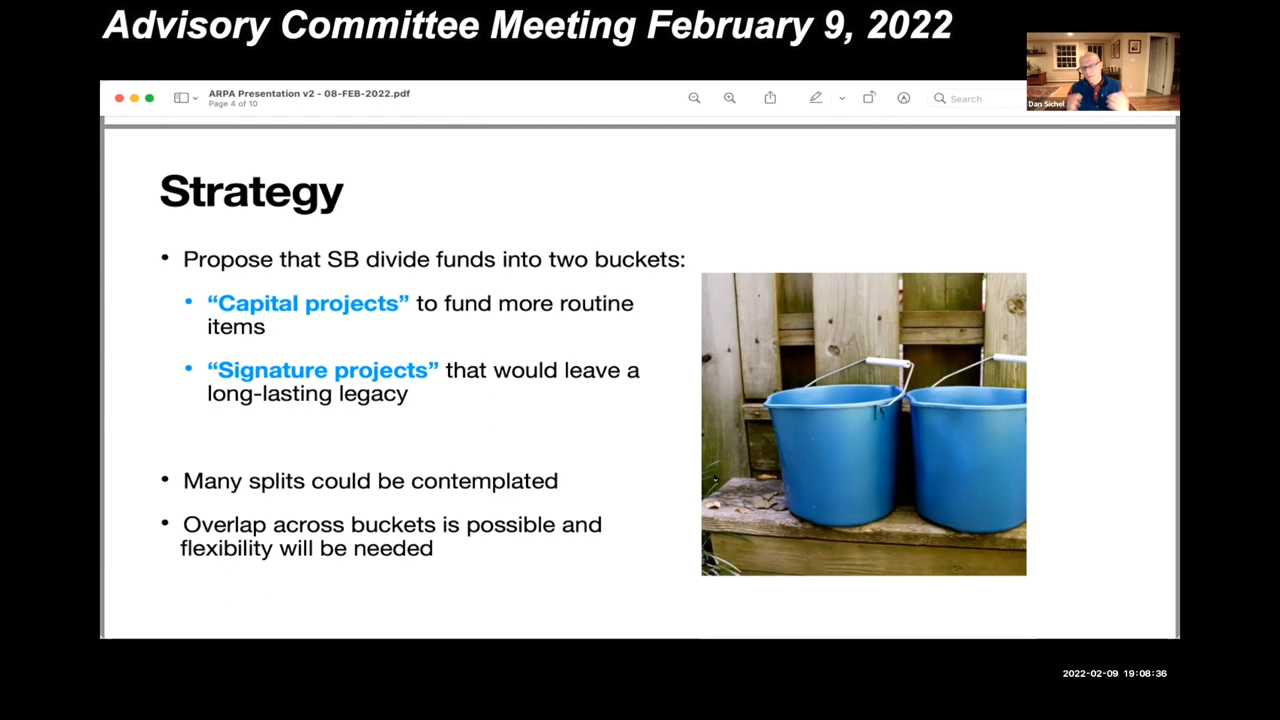 Advisory Committee Meeting February 9, 2022
ARPA Presentation v2 - 08-FEB-2022.pdf
Page 4 of 10
Search
Dan Sichel
Strategy
• Propose that SB divide funds into two buckets:
• “Capital projects” to fund more routine
items
• “Signature projects” that would leave a
long-lasting legacy
• Many splits could be contemplated
• Overlap across buckets is possible and
flexibility will be needed
2022-02-09 19:08:36